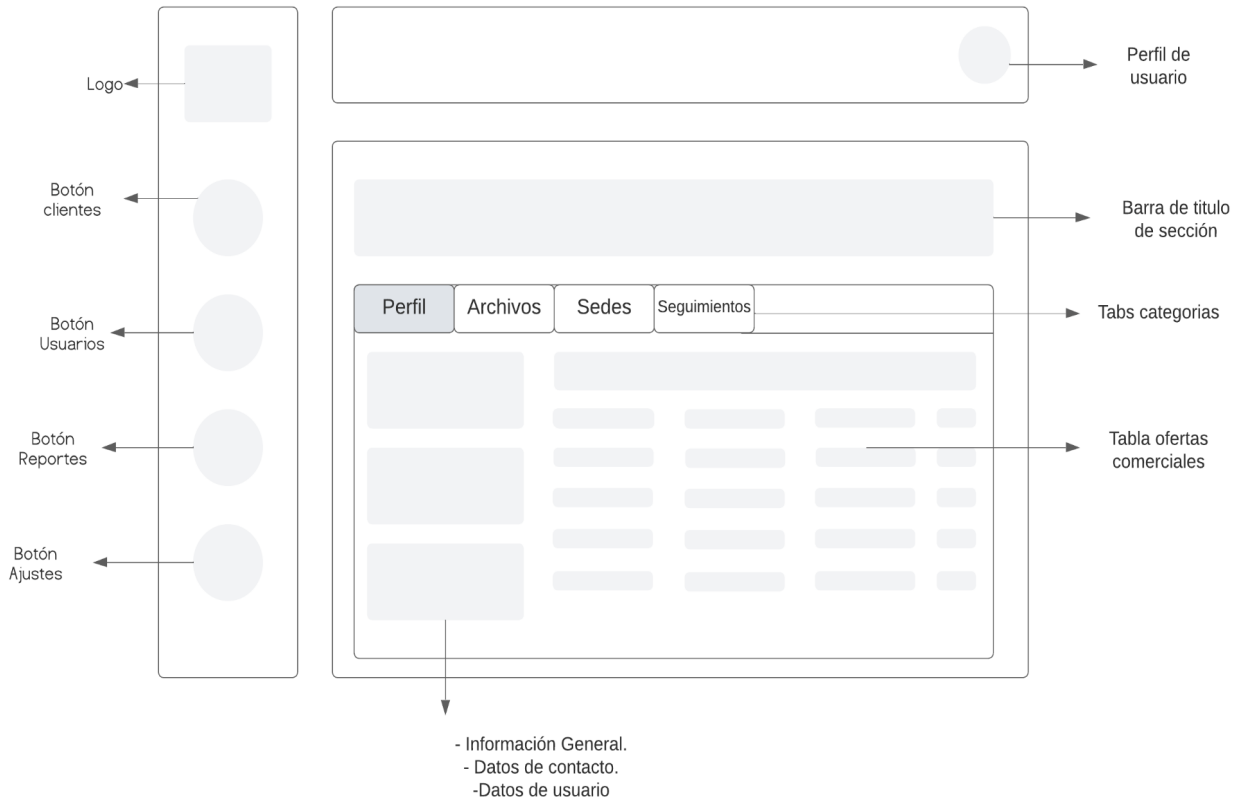 Logo
Botón
clientes
Botón
Usuarios
Botón
Reportes
Botón
Ajustes
Perfil de
usuario
Barra de titulo
de sección
Perfil
Archivos
Sedes
Seguimientos
Tabs categorias
Tabla ofertas
comerciales
- Información General.
- Datos de contacto.
-Datos de usuario